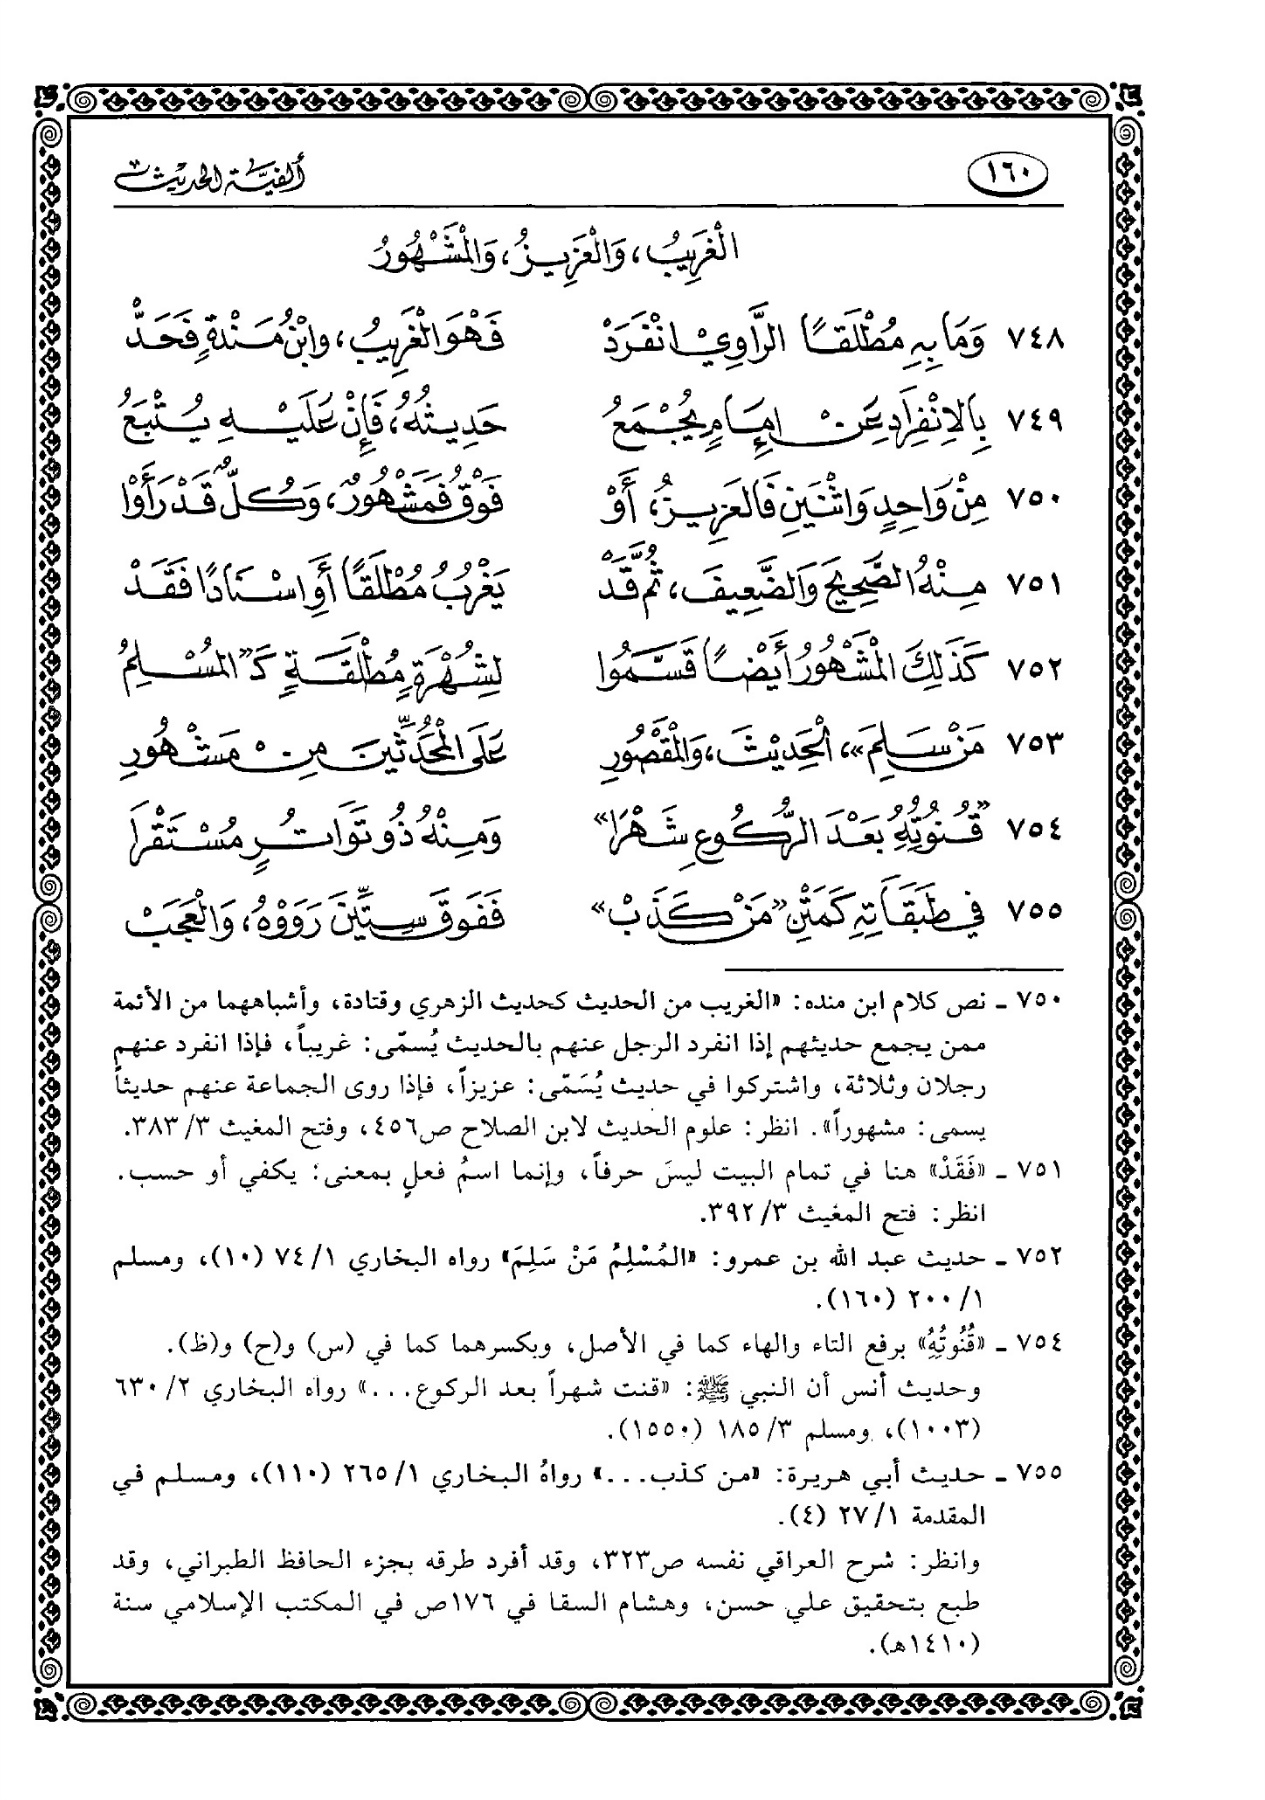 ١٦٠ ألفية الحديث
الْغَرِيبُ، وَالْعَزِيزُ، وَالْمَشْهُورُ
٧٤٨ وَمَا بِهِ مُطْلَقًا الرَّاوِيْ انْفَرَدْ فَهْوَ الْغَرِيبُ، وابْنُ مَنْدَةٍ فَحَدّْ
٧٤٩ بِالاِنْفِرَادِ عَنْ إِمَامٍ يُجْمَعُ حَدِيثُهُ، فَإِنْ عَلَيْهِ يُتْبَعُ
٧٥٠ مِنْ وَاحِدٍ وَاثْنَينِ فَالعَزِيزُ، أَوْ فَوْقُ فَمَشْهُورٌ، وَكُلٌّ قَدْ رَأَوْا
٧٥١ مِنْهُ الصَّحِيحَ وَالضَّعِيفَ، ثُمَّ قَدْ يَغْرُبُ مُطْلَقًا أَوِ اسْنَادًا فَقَدْ
٧٥٢ كَذَلِكَ الْمَشْهُورُ أَيْضًا قَسَّمُوا لِشُهْرَةٍ مُطْلَقَةٍ كَـ«الْمُسْلِمُ
٧٥٣ مَنْ سَلِمَ»، الْحَدِيْثَ، وَالْمَقْصُورِ عَلَى الْمُحَدِّثِينَ مِنْ مَشْهُورِ
٧٥٤ «قُنُوتُهُِ بَعْدَ الرُّكُوعِ شَهْرَا» وَمِنْهُ ذُو تَوَاتُرٍ مُسْتَقْرَا
٧٥٥ فِي طَبَقَاتِهِ كَمَتْنِ «مَنْ كَذَبْ» فَفَوْقَ سِتِّينَ رَوَوْهُ، وَالْعَجَبْ
٧٥٠ ـ نص كلام ابن منده: «الغريب من الحديث كحديث الزهري وقتادة، وأشباههما من الأئمة
ممن يجمع حديثهم إذا انفرد الرجل عنهم بالحديث يُسمّى: غريباً، فإذا انفرد عنهم
رجلان وثلاثة، واشتركوا في حديث يُسَمّى: عزيزاً، فإذا روى الجماعة عنهم حديثاً
يسمى: مشهوراً». انظر: علوم الحديث لابن الصلاح ص٤٥٦، وفتح المغيث ٣/ ٣٨٣.
٧٥١ ـ «فَقَدْ» هنا في تمام البيت ليسَ حرفاً، وإنما اسمُ فعلٍ بمعنى: يكفي أو حسب.
انظر: فتح المغيث ٣/ ٣٩٢.
٧٥٢ ـ حديث عبد الله بن عمرو: «المُسْلِمُ مَنْ سَلِمَ» رواه البخاري ١/ ٧٤ (١٠)، ومسلم
١/ ٢٠٠ (١٦٠).
٧٥٤ ـ «قُنُوتُهُِ» برفع التاء والهاء كما في الأصل، وبكسرهما كما في (س) و(ح) و(ظ).
وحديث أنس أن النبي ﷺ: «قنت شهراً بعد الركوع...» رواه البخاري ٢/ ٦٣٠
(١٠٠٣)، ومسلم ٣/ ١٨٥ (١٥٥٠).
٧٥٥ ـ حديث أبي هريرة: «من كذب...» رواهُ البخاري ١/ ٢٦٥ (١١٠)، ومسلم في
المقدمة ١/ ٢٧ (٤).
وانظر: شرح العراقي نفسه ص٣٢٣، وقد أفرد طرقه بجزء الحافظ الطبراني، وقد
طبع بتحقيق علي حسن، وهشام السقا في ١٧٦ص في المكتب الإسلامي سنة
(١٤١٠هـ).